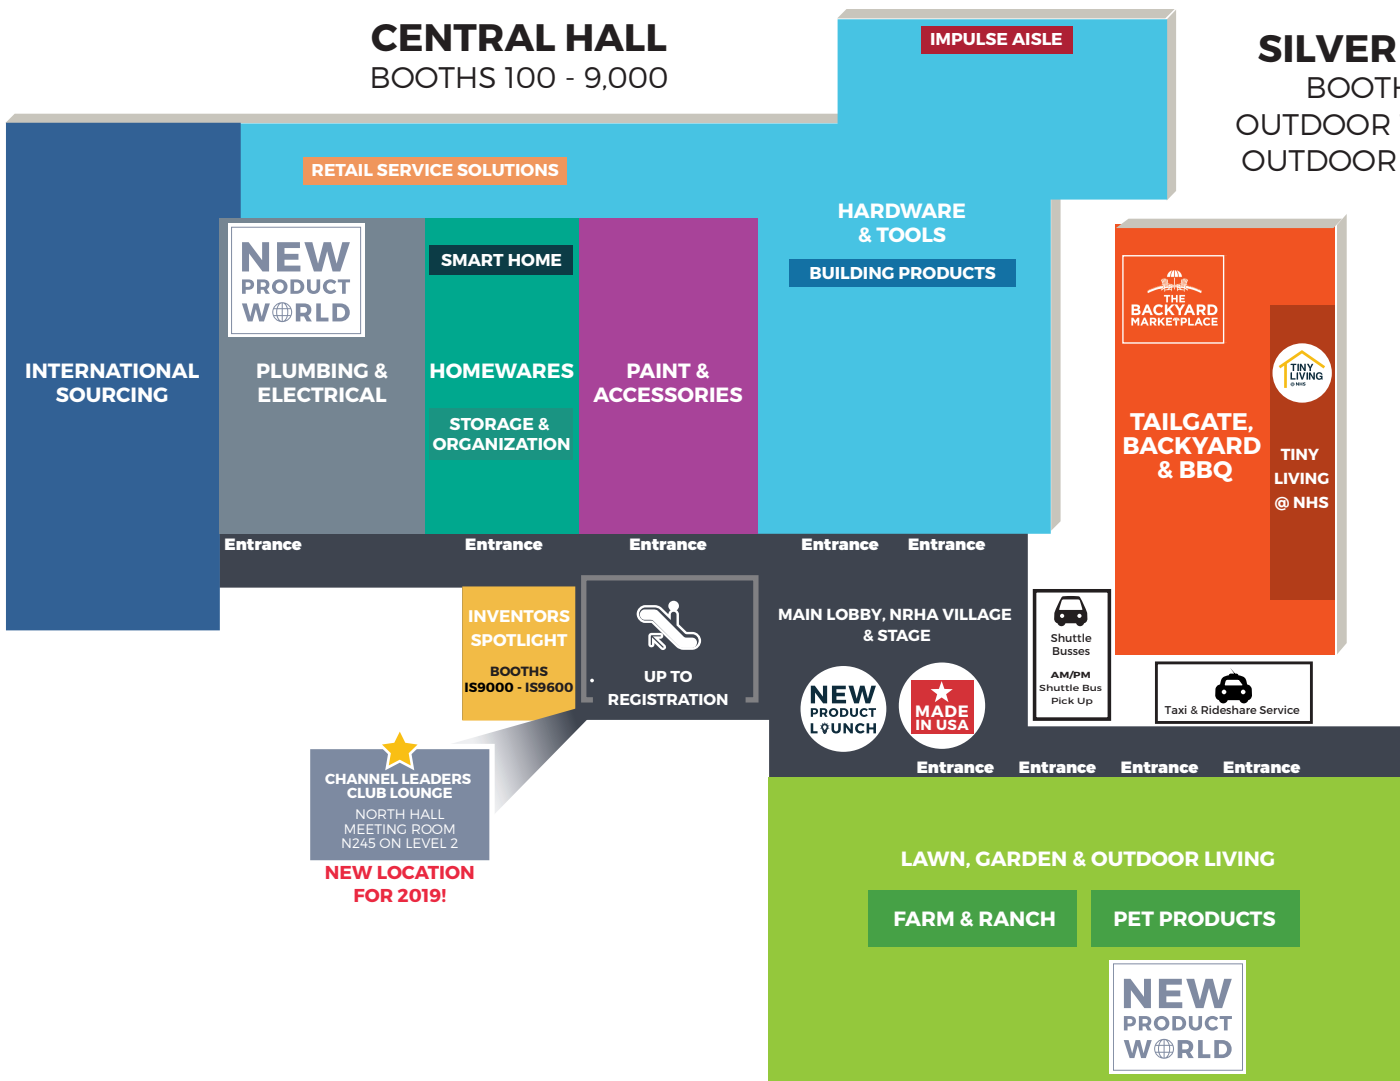 CENTRAL HALL
BOOTHS 100 - 9,000
IMPULSE AISLE
SILVER
BOOTH
OUTDOOR
OUTDOOR
RETAIL SERVICE SOLUTIONS
HARDWARE
& TOOLS
BUILDING PRODUCTS
NEW
PRODUCT
WORLD
SMART HOME
INTERNATIONAL
SOURCING
PLUMBING &
ELECTRICAL
HOMEWARES
STORAGE &
ORGANIZATION
PAINT &
ACCESSORIES
THE
BACKYARD
MARKETPLACE
TINY
LIVING
@ NHS
TAILGATE,
BACKYARD
& BBQ
TINY
LIVING
@ NHS
Entrance
Entrance
Entrance
Entrance
Entrance
INVENTORS
SPOTLIGHT
BOOTHS
IS9000 - IS9600
UP TO
REGISTRATION
MAIN LOBBY, NRHA VILLAGE
& STAGE
NEW
PRODUCT
LAUNCH
MADE
IN USA
Shuttle
Busses
AM/PM
Shuttle Bus
Pick Up
Taxi & Rideshare Service
Entrance
Entrance
Entrance
Entrance
CHANNEL LEADERS
CLUB LOUNGE
NORTH HALL
MEETING ROOM
N245 ON LEVEL 2
NEW LOCATION
FOR 2019!
LAWN, GARDEN & OUTDOOR LIVING
FARM & RANCH
PET PRODUCTS
NEW
PRODUCT
WORLD